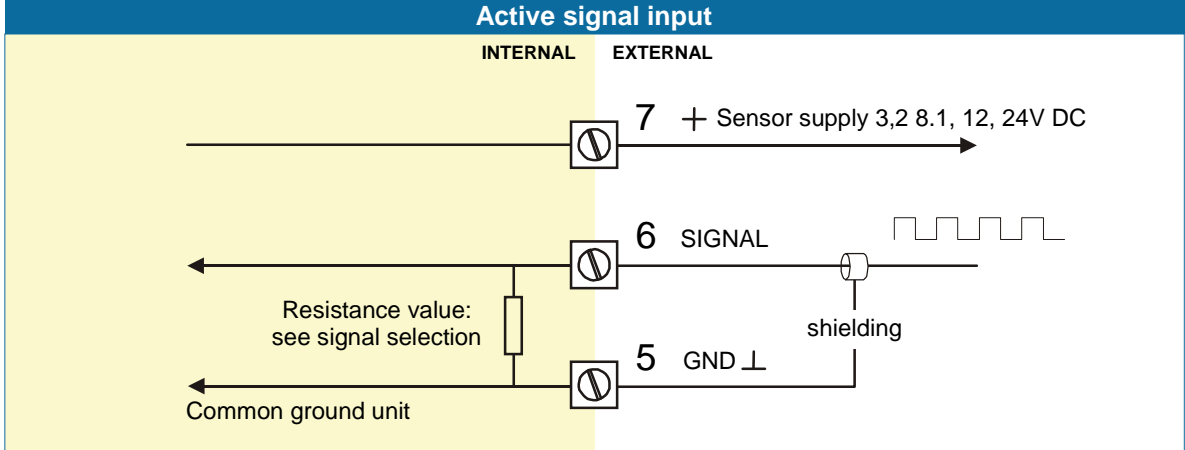 Active signal input
INTERNAL EXTERNAL
7 + Sensor supply 3,2 8.1, 12, 24V DC
6 SIGNAL
Resistance value:
see signal selection
shielding
5 GND ⊥
Common ground unit